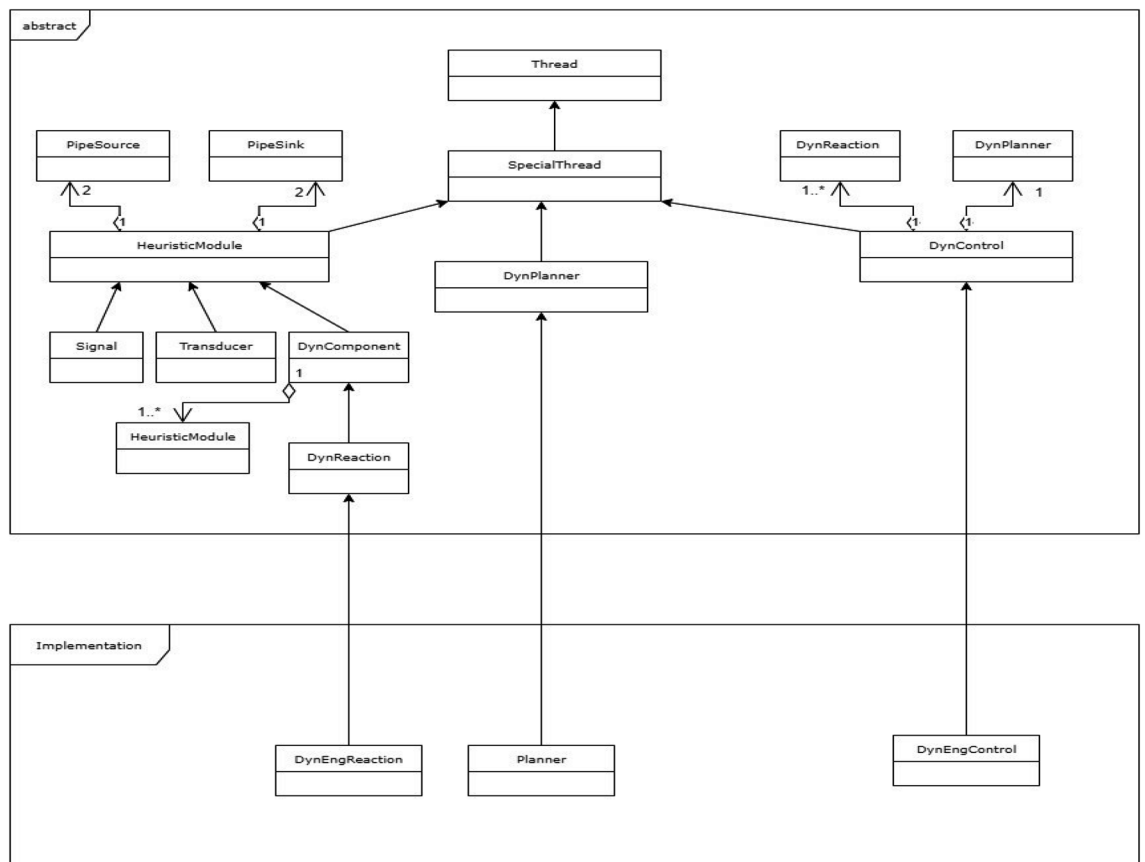 abstract
Thread
PipeSource
PipeSink
SpecialThread
DynReaction
DynPlanner
2
2
1..*
1
1
1
1
1
HeuristicModule
DynPlanner
DynControl
Signal
Transducer
DynComponent
1
1..*
HeuristicModule
DynReaction
Implementation
DynEngReaction
Planner
DynEngControl